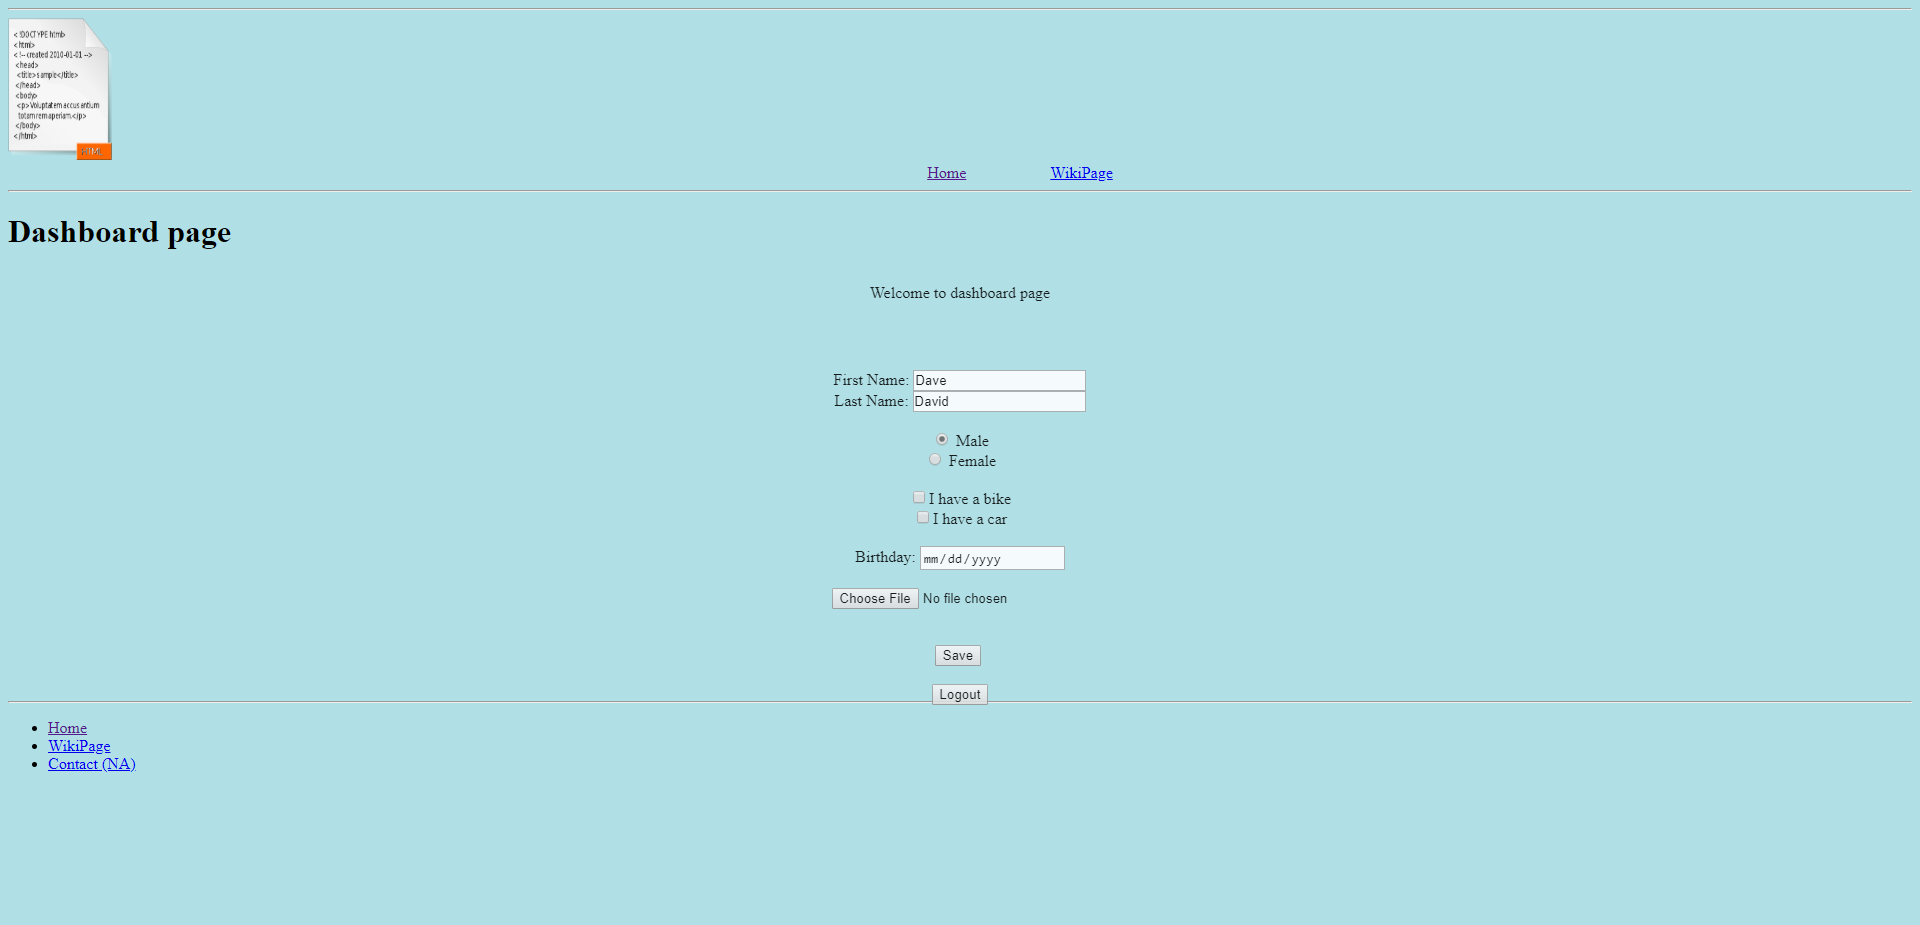 < !DOCTYPE html>
<html>
< !-- created 2010-01-01 -->
<head>
<title>sample</title>
</head>
<body>
<p>Voluptatem accusantium
totam rem aperiam.</p>
</body>
</html>
HTML
Home WikiPage
Dashboard page
Welcome to dashboard page
First Name: Dave
Last Name: David
Male
Female
I have a bike
I have a car
Birthday: mm/dd/yyyy
Choose File No file chosen
Save
Logout
Home
WikiPage
Contact (NA)